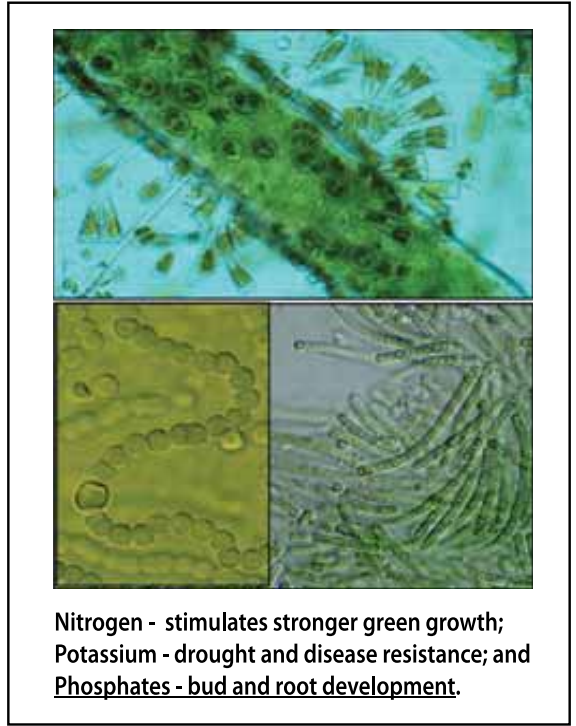 Nitrogen - stimulates stronger green growth;
Potassium - drought and disease resistance; and
Phosphates - bud and root development.